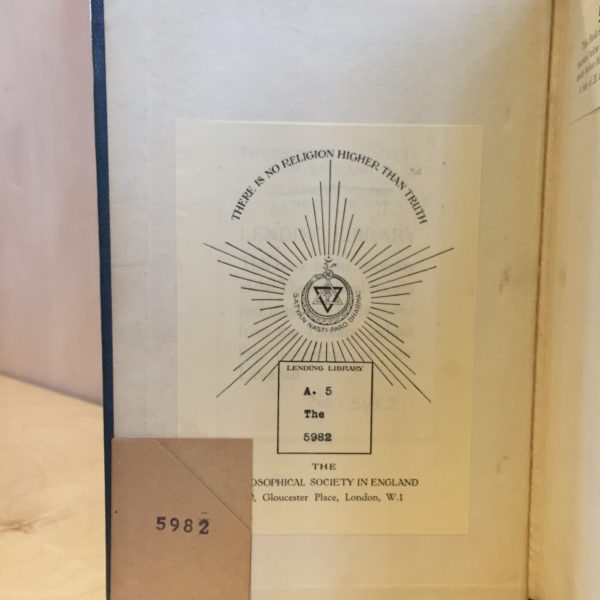 THERE IS NO RELIGION HIGHER THAN TRUTH
SATYAN NASTI PARO DHARMAḤ
LENDING LIBRARY
A. 5
The
5982
THE
OSOPHICAL SOCIETY IN ENGLAND
, Gloucester Place, London, W.1
5982